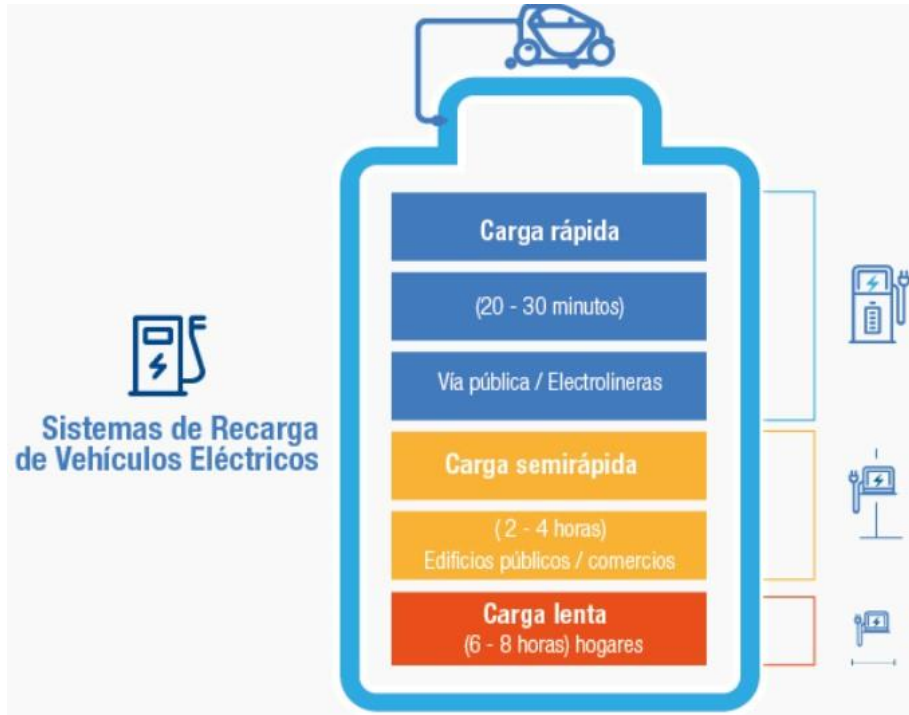 Sistemas de Recarga
de Vehículos Eléctricos
Carga rápida
(20 - 30 minutos)
Vía pública / Electrolineras
Carga semirápida
( 2 - 4 horas)
Edificios públicos / comercios
Carga lenta
(6 - 8 horas) hogares